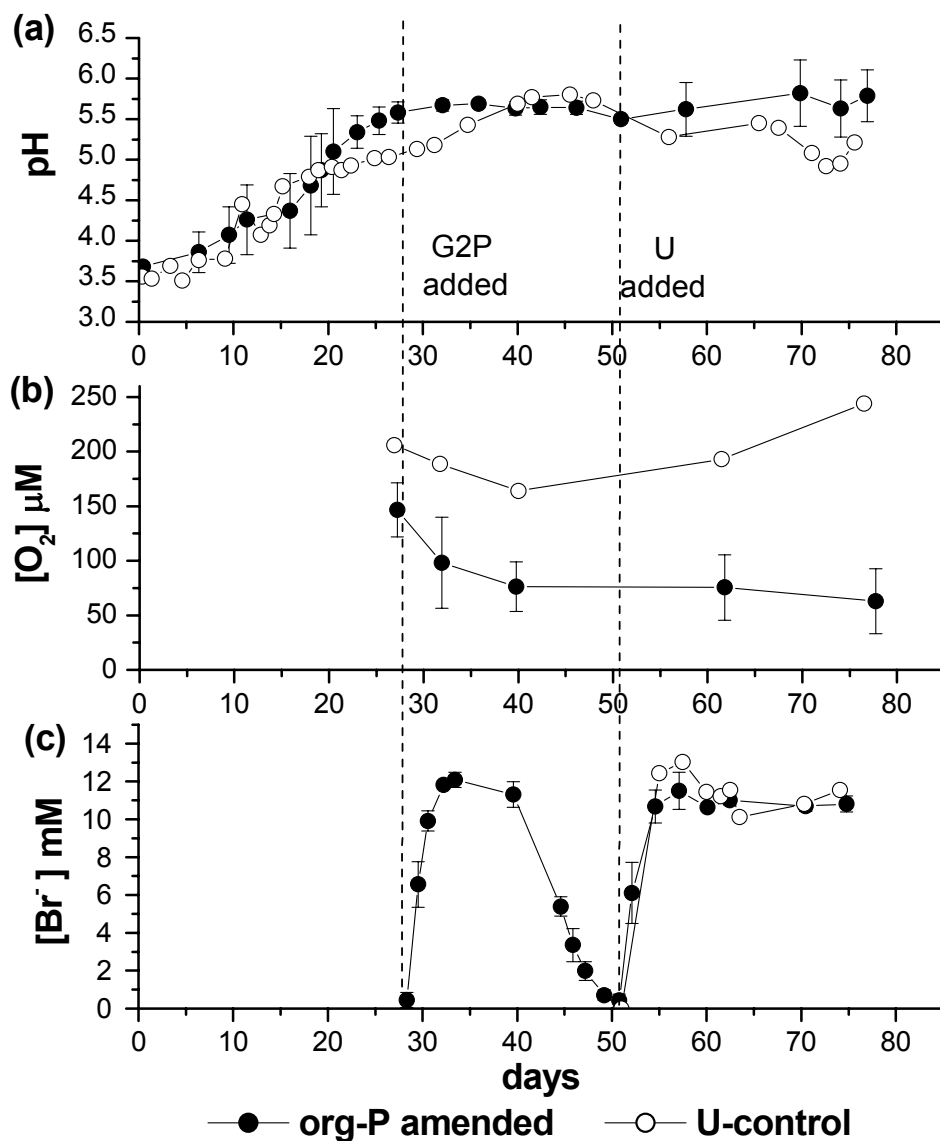 (a)
pH
6.5
6.0
5.5
5.0
4.5
4.0
3.5
3.0
G2P
added
U
added
0 10 20 30 40 50 60 70 80
(b)
[O₂] μM
250
200
150
100
50
0
0 10 20 30 40 50 60 70 80
(c)
[Br⁻] mM
14
12
10
8
6
4
2
0
0 10 20 30 40 50 60 70 80
days
org-P amended U-control